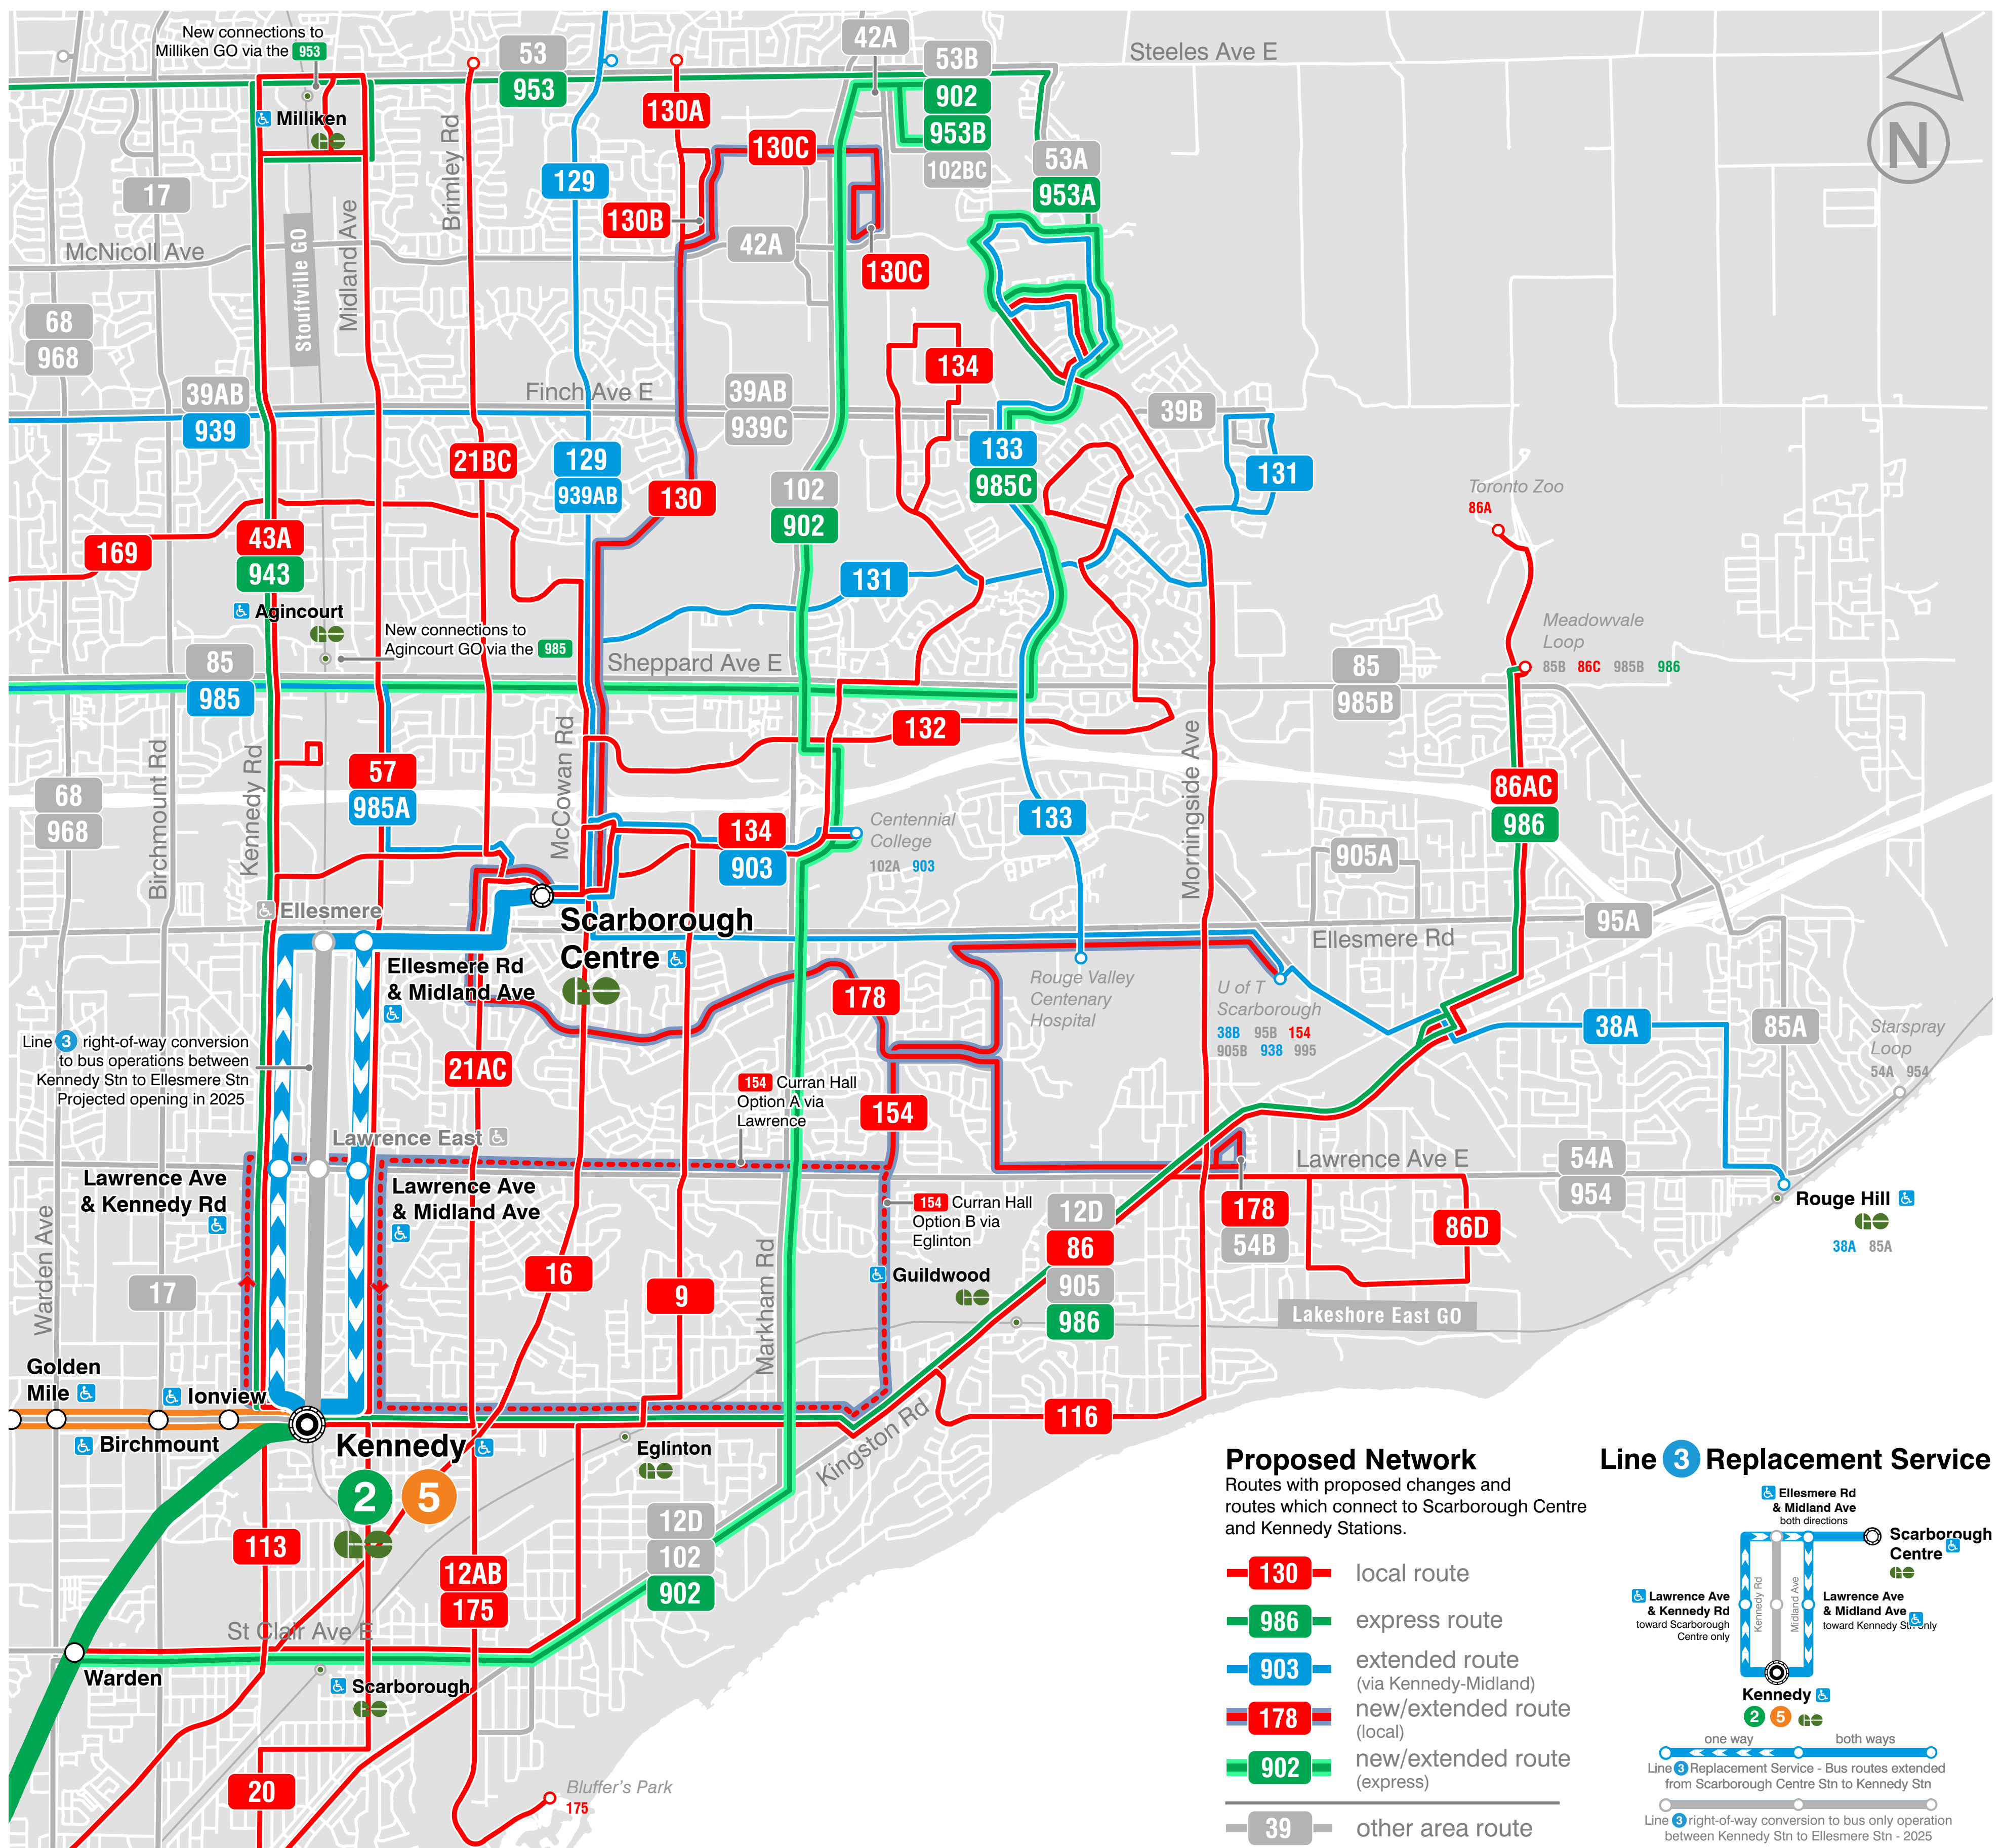 New connections to
Milliken GO via the 953
53
953
42A
53B
902
953B
102BC
Steeles Ave E
N
Milliken
Brimley Rd
130A
130C
129
53A
953A
17
Stouffville GO
Midland Ave
130B
42A
130C
McNicoll Ave
68
968
134
39AB
939
Finch Ave E
39AB
939C
39B
21BC
129
939AB
133
985C
131
130
102
902
Toronto Zoo
86A
169
43A
943
131
Agincourt
New connections to
Agincourt GO via the 985
Meadowvale
Loop
85B 86C 985B 986
85
985
Sheppard Ave E
85
985B
132
Birchmount Rd
Kennedy Rd
McCowan Rd
Morningside Ave
57
985A
86AC
986
68
968
134
903
Centennial
College
102A 903
133
905A
Ellesmere
Scarborough
Centre
95A
Ellesmere Rd
Ellesmere Rd
& Midland Ave
178
Rouge Valley
Centenary
Hospital
U of T
Scarborough
38B 95B 154
905B 938 995
38A
85A
Starspray
Loop
54A 954
Line 3 right-of-way conversion
to bus operations between
Kennedy Stn to Ellesmere Stn
Projected opening in 2025
21AC
154 Curran Hall
Option A via
Lawrence
154
Lawrence East
Lawrence Ave E
54A
954
Lawrence Ave
& Kennedy Rd
Lawrence Ave
& Midland Ave
154 Curran Hall
Option B via
Eglinton
12D
86
905
986
178
54B
86D
Rouge Hill
38A 85A
Warden Ave
17
16
9
Markham Rd
Guildwood
Lakeshore East GO
Golden
Mile
Ionview
Birchmount
Kennedy
2 5
Eglinton
Kingston Rd
116
113
12AB
175
12D
102
902
St Clair Ave E
Warden
Scarborough
20
Bluffer's Park
175
Proposed Network
Routes with proposed changes and
routes which connect to Scarborough Centre
and Kennedy Stations.
130 local route
986 express route
903 extended route
(via Kennedy-Midland)
178 new/extended route
(local)
902 new/extended route
(express)
39 other area route
Line 3 Replacement Service
Ellesmere Rd
& Midland Ave
both directions
Scarborough
Centre
Lawrence Ave
& Kennedy Rd
toward Scarborough
Centre only
Kennedy Rd
Midland Ave
Lawrence Ave
& Midland Ave
toward Kennedy Stn only
Kennedy
2 5
one way both ways
Line 3 Replacement Service - Bus routes extended
from Scarborough Centre Stn to Kennedy Stn
Line 3 right-of-way conversion to bus only operation
between Kennedy Stn to Ellesmere Stn - 2025